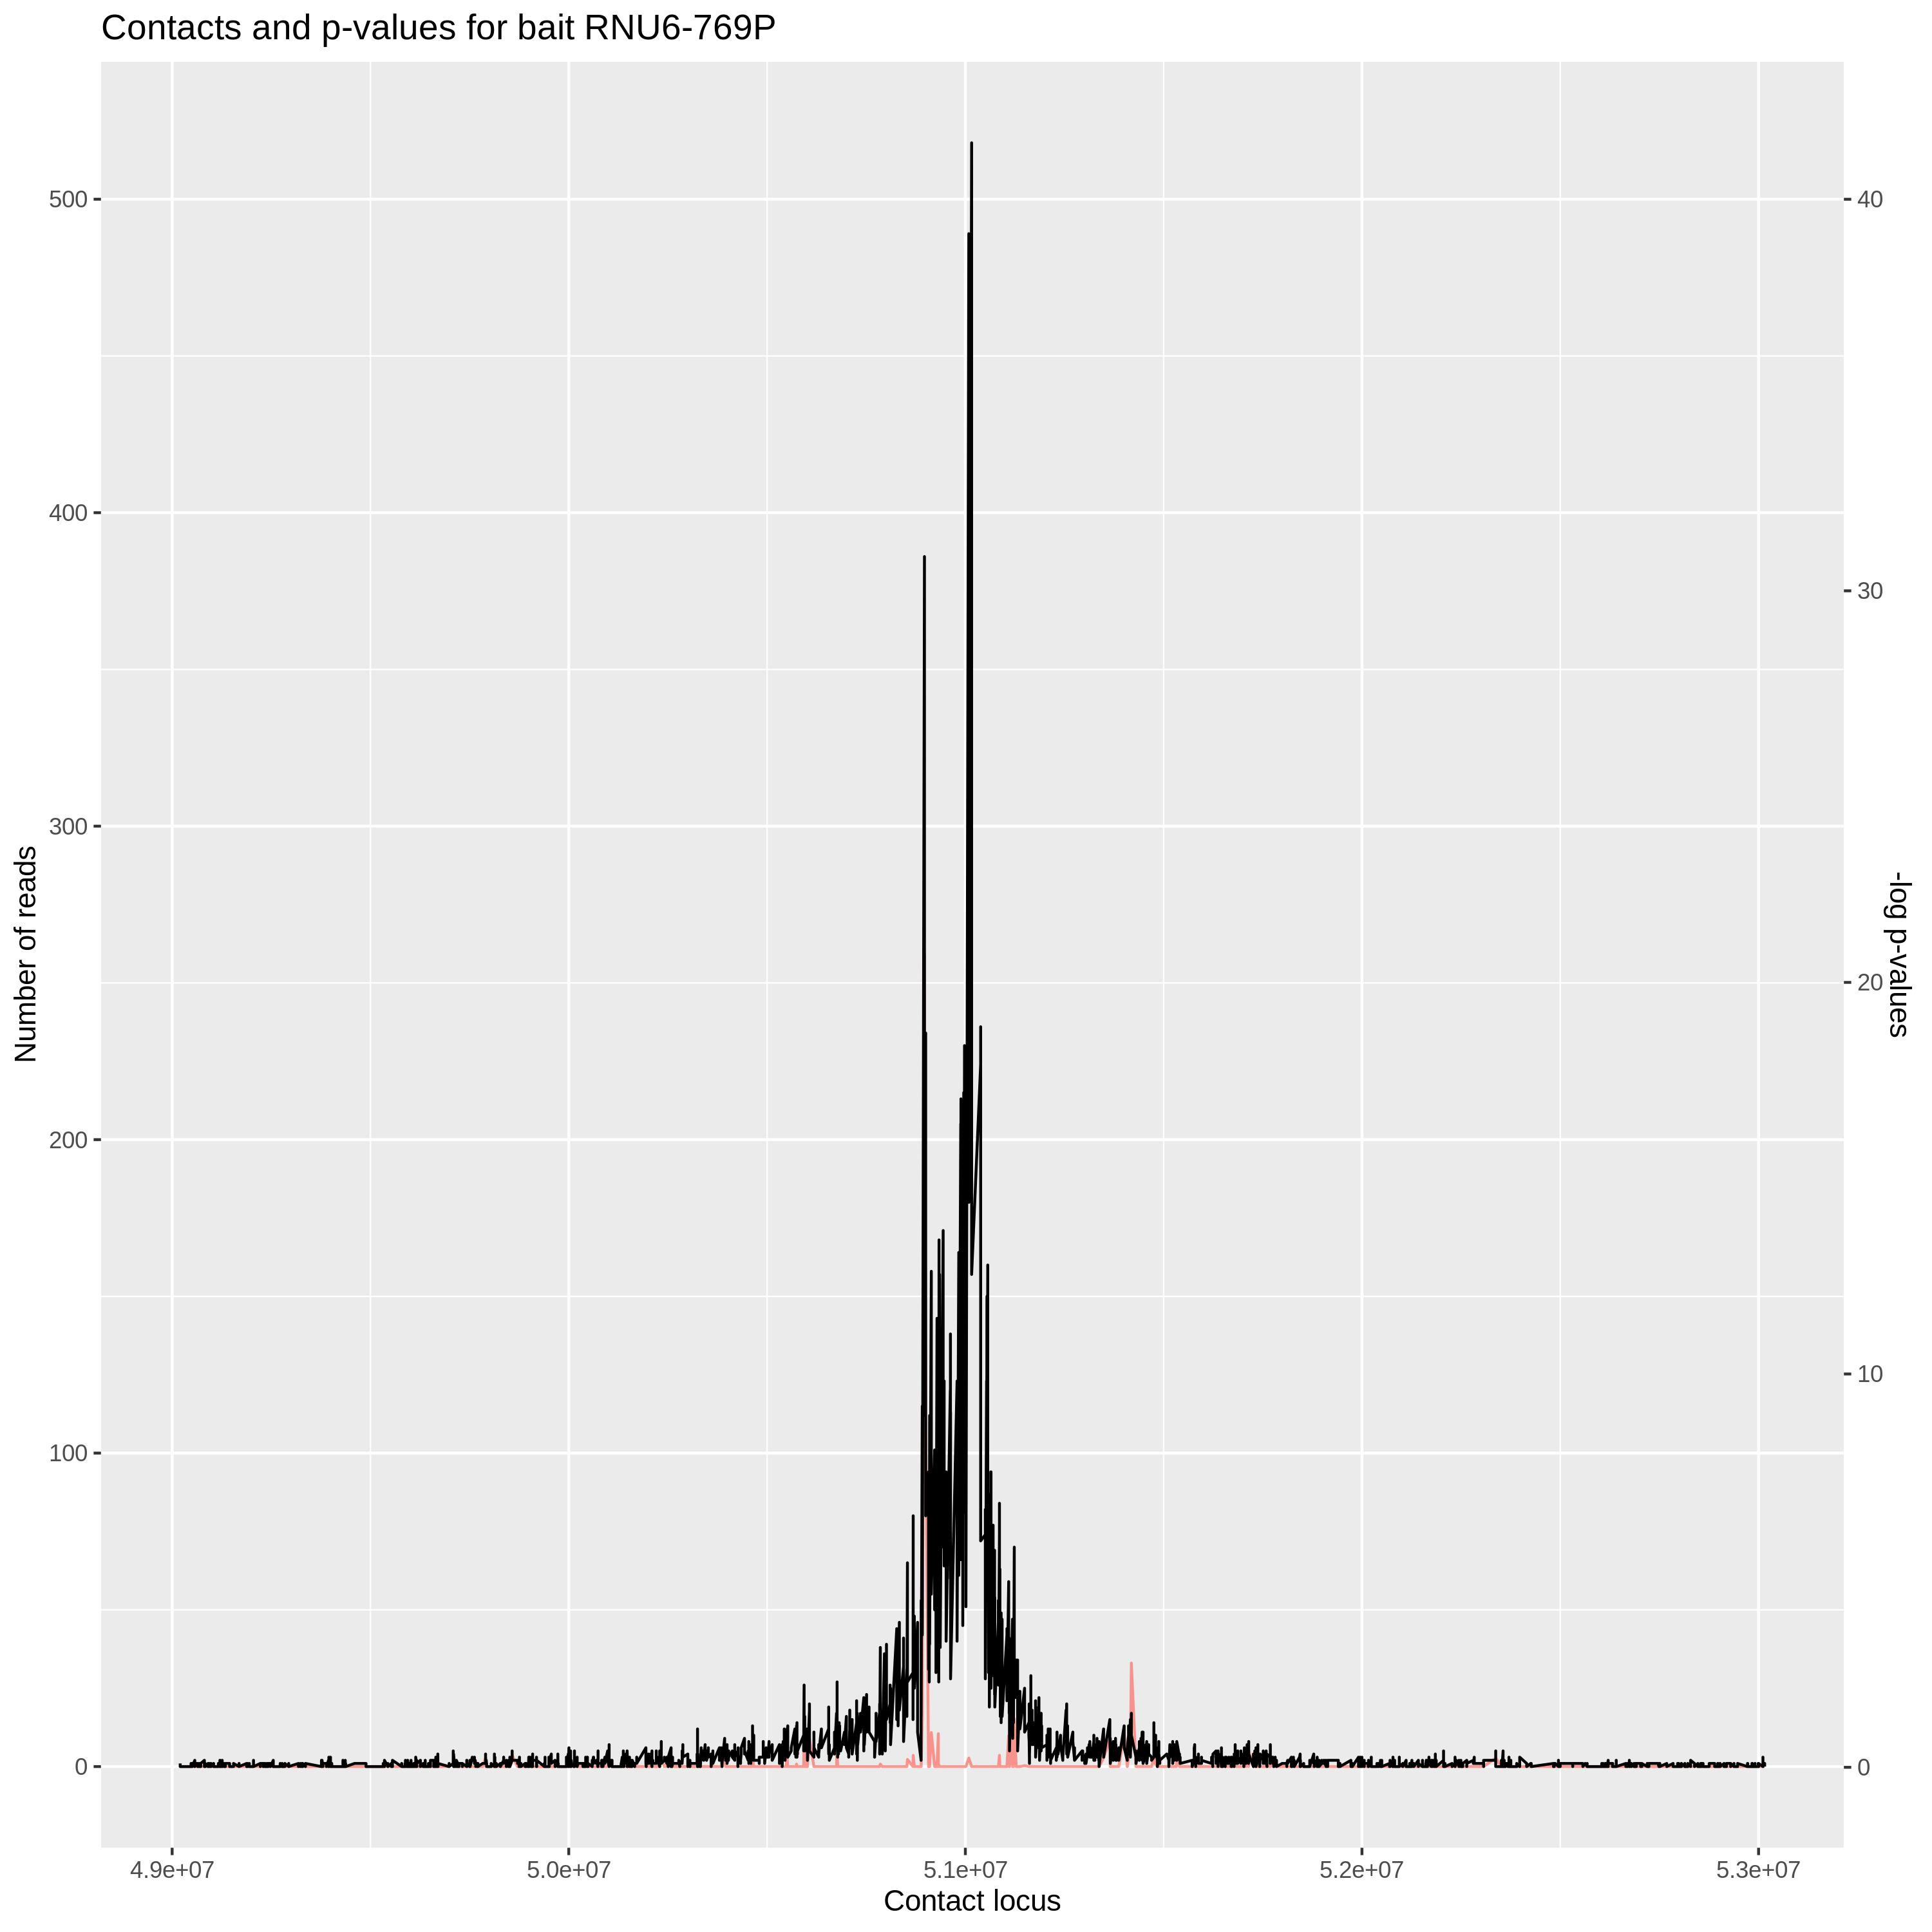 Contacts and p-values for bait RNU6-769P
500
400
300
200
100
0
Number of reads
40
30
20
10
0
-log p-values
4.9e+07
5.0e+07
5.1e+07
5.2e+07
5.3e+07
Contact locus